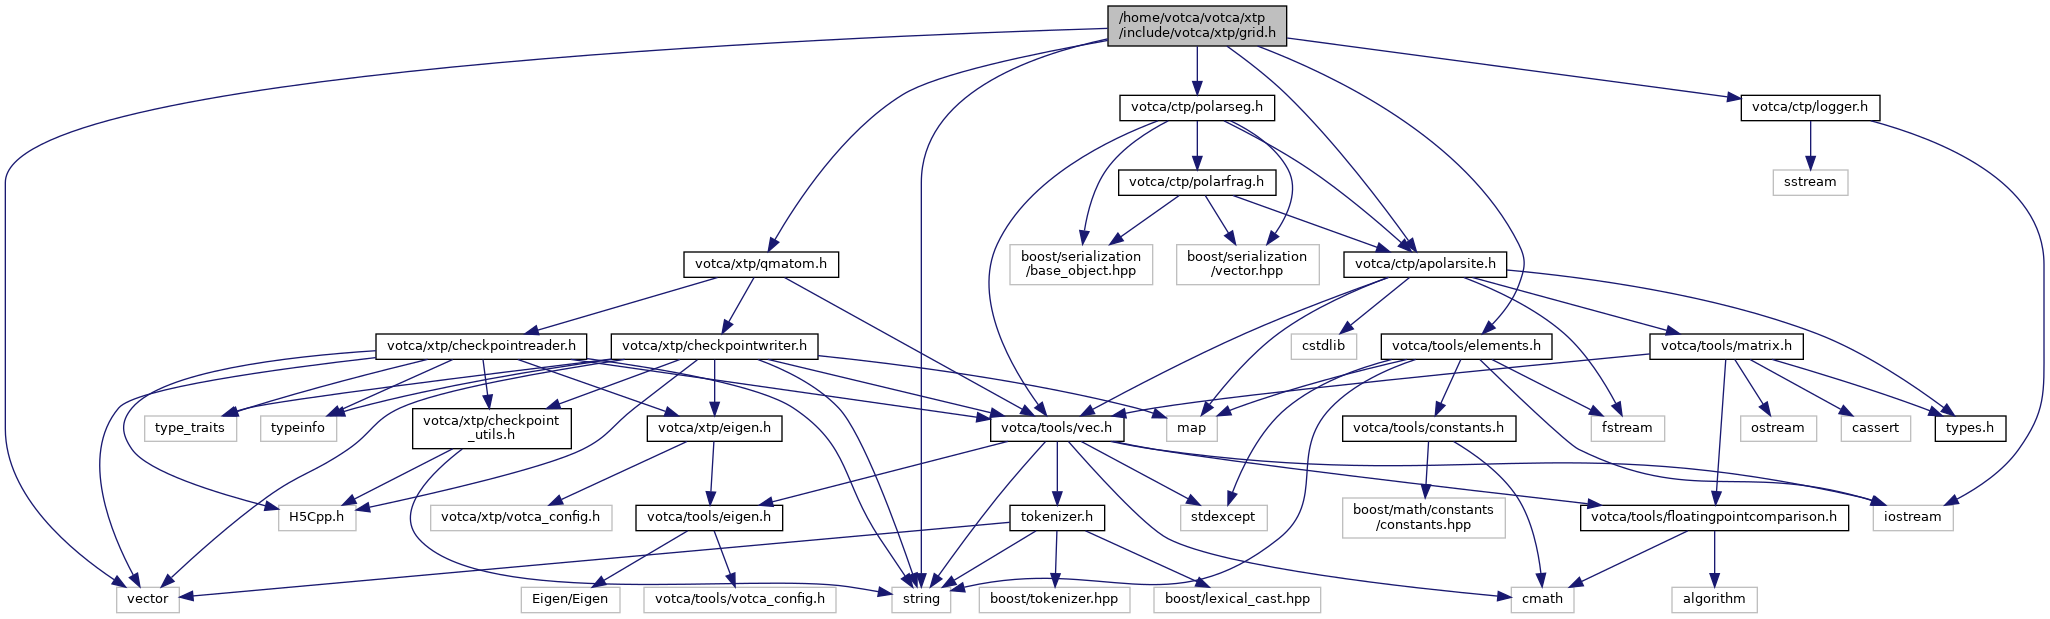 /home/votca/votca/xtp
/include/votca/xtp/grid.h
votca/ctp/polarseg.h
votca/ctp/logger.h
votca/ctp/polarfrag.h
sstream
votca/xtp/qmatom.h
boost/serialization
/base_object.hpp
boost/serialization
/vector.hpp
votca/ctp/apolarsite.h
votca/xtp/checkpointreader.h
votca/xtp/checkpointwriter.h
cstdlib
votca/tools/elements.h
votca/tools/matrix.h
type_traits
typeinfo
votca/xtp/checkpoint
_utils.h
votca/xtp/eigen.h
votca/tools/vec.h
map
votca/tools/constants.h
fstream
ostream
cassert
types.h
H5Cpp.h
votca/xtp/votca_config.h
votca/tools/eigen.h
tokenizer.h
stdexcept
boost/math/constants
/constants.hpp
votca/tools/floatingpointcomparison.h
iostream
vector
Eigen/Eigen
votca/tools/votca_config.h
string
boost/tokenizer.hpp
boost/lexical_cast.hpp
cmath
algorithm